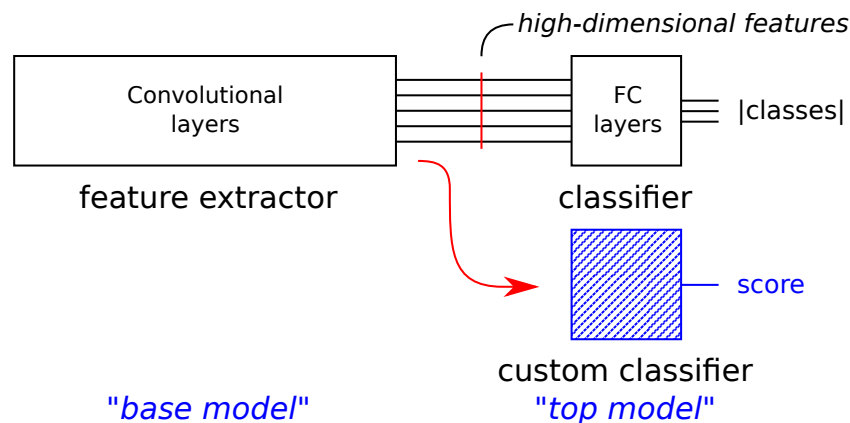 high-dimensional features
Convolutional
layers
FC
layers
|classes|
feature extractor
classifier
score
custom classifier
"base model"
"top model"